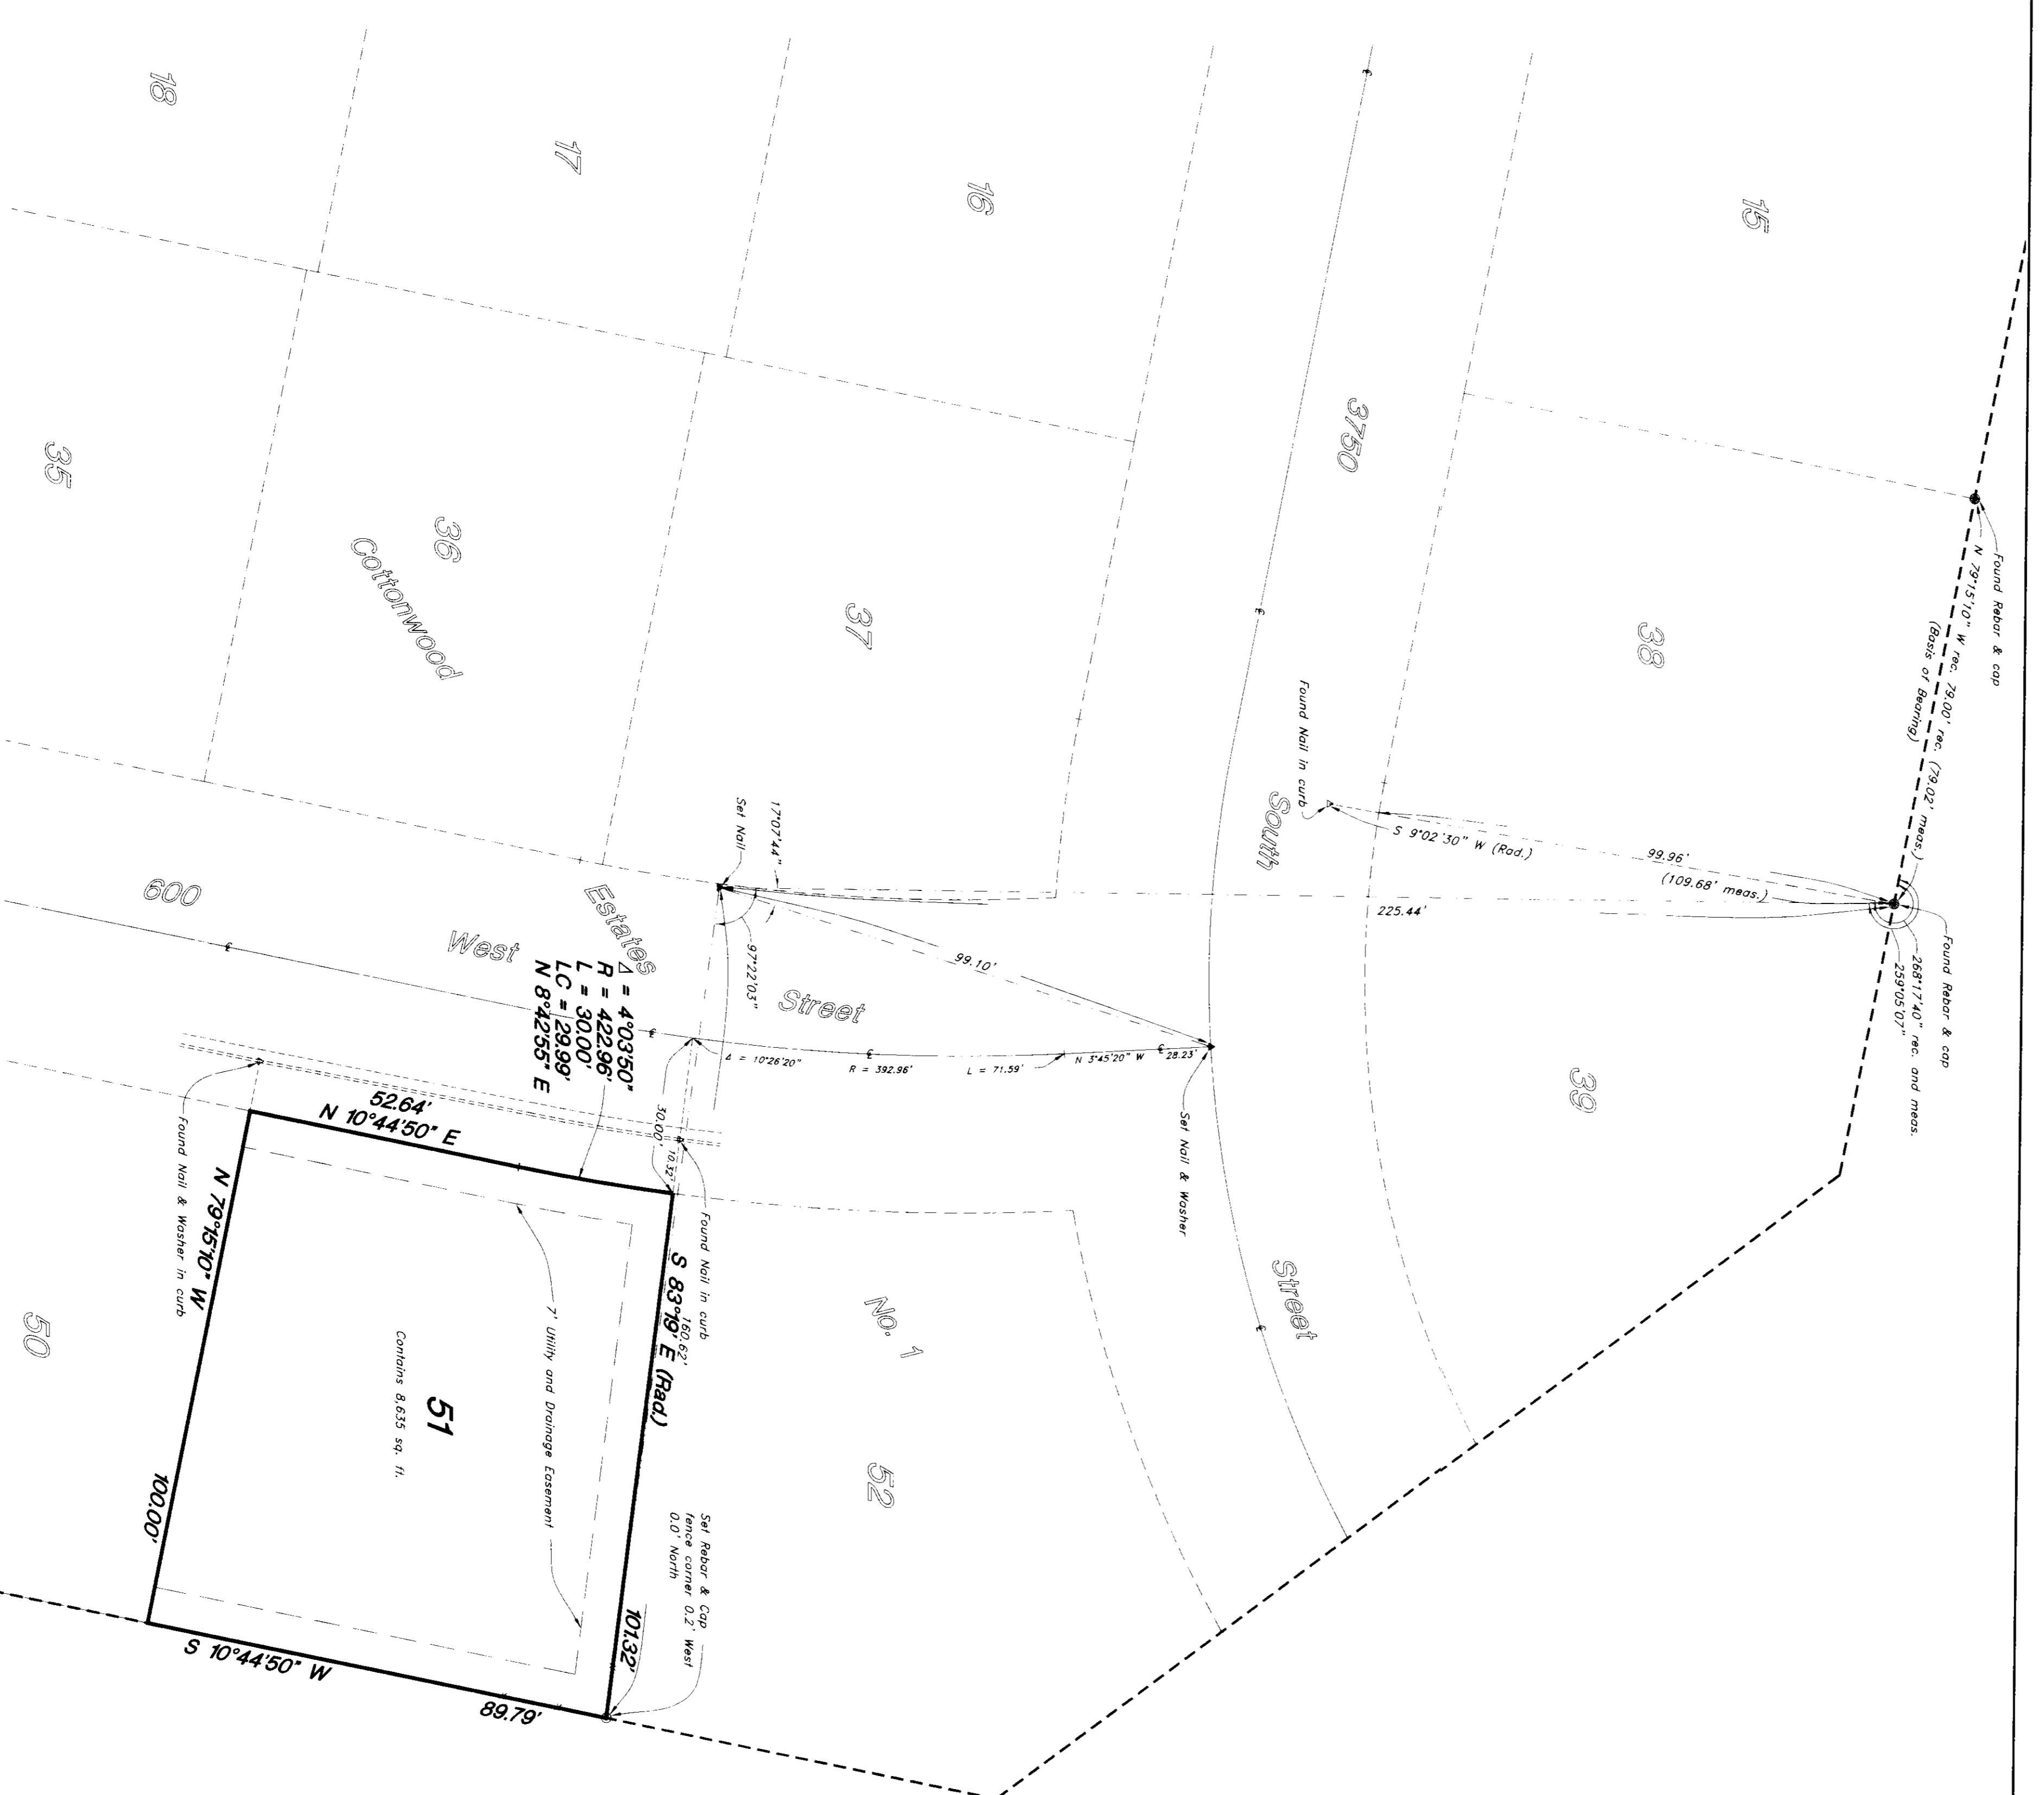 18
17
16
15
35
36
37
38
39
50
51
52
3750
South
Street
600
West
Street
Cottonwood
Estates
No. 1
Found Rebar & cap
N 79°15'10" W rec. 79.00' rec. (79.02' meas.)
(Basis of Bearing)
Found Rebar & cap
268°17'40" rec. and meas.
259°05'07"
Found Nail in curb
S 9°02'30" W (Rad.)
99.96'
(109.68' meas.)
225.44'
Set Nail
17°07'44"
97°22'03"
99.10'
Set Nail & Washer
Δ = 10°26'20"
R = 392.96'
L = 71.59'
N 3°45'20" W
28.23'
Δ = 4°03'50"
R = 422.96'
L = 30.00'
LC = 29.99'
N 8°42'55" E
30.00'
10.32'
Found Nail in curb
160.62'
S 83°19' E (Rad.)
101.32'
52.64'
N 10°44'50" E
Found Nail & Washer in curb
N 79°15'10" W
100.00'
7' Utility and Drainage Easement
Contains 8,635 sq. ft.
Set Rebar & Cap
fence corner 0.2' West
0.0' North
S 10°44'50" W
89.79'